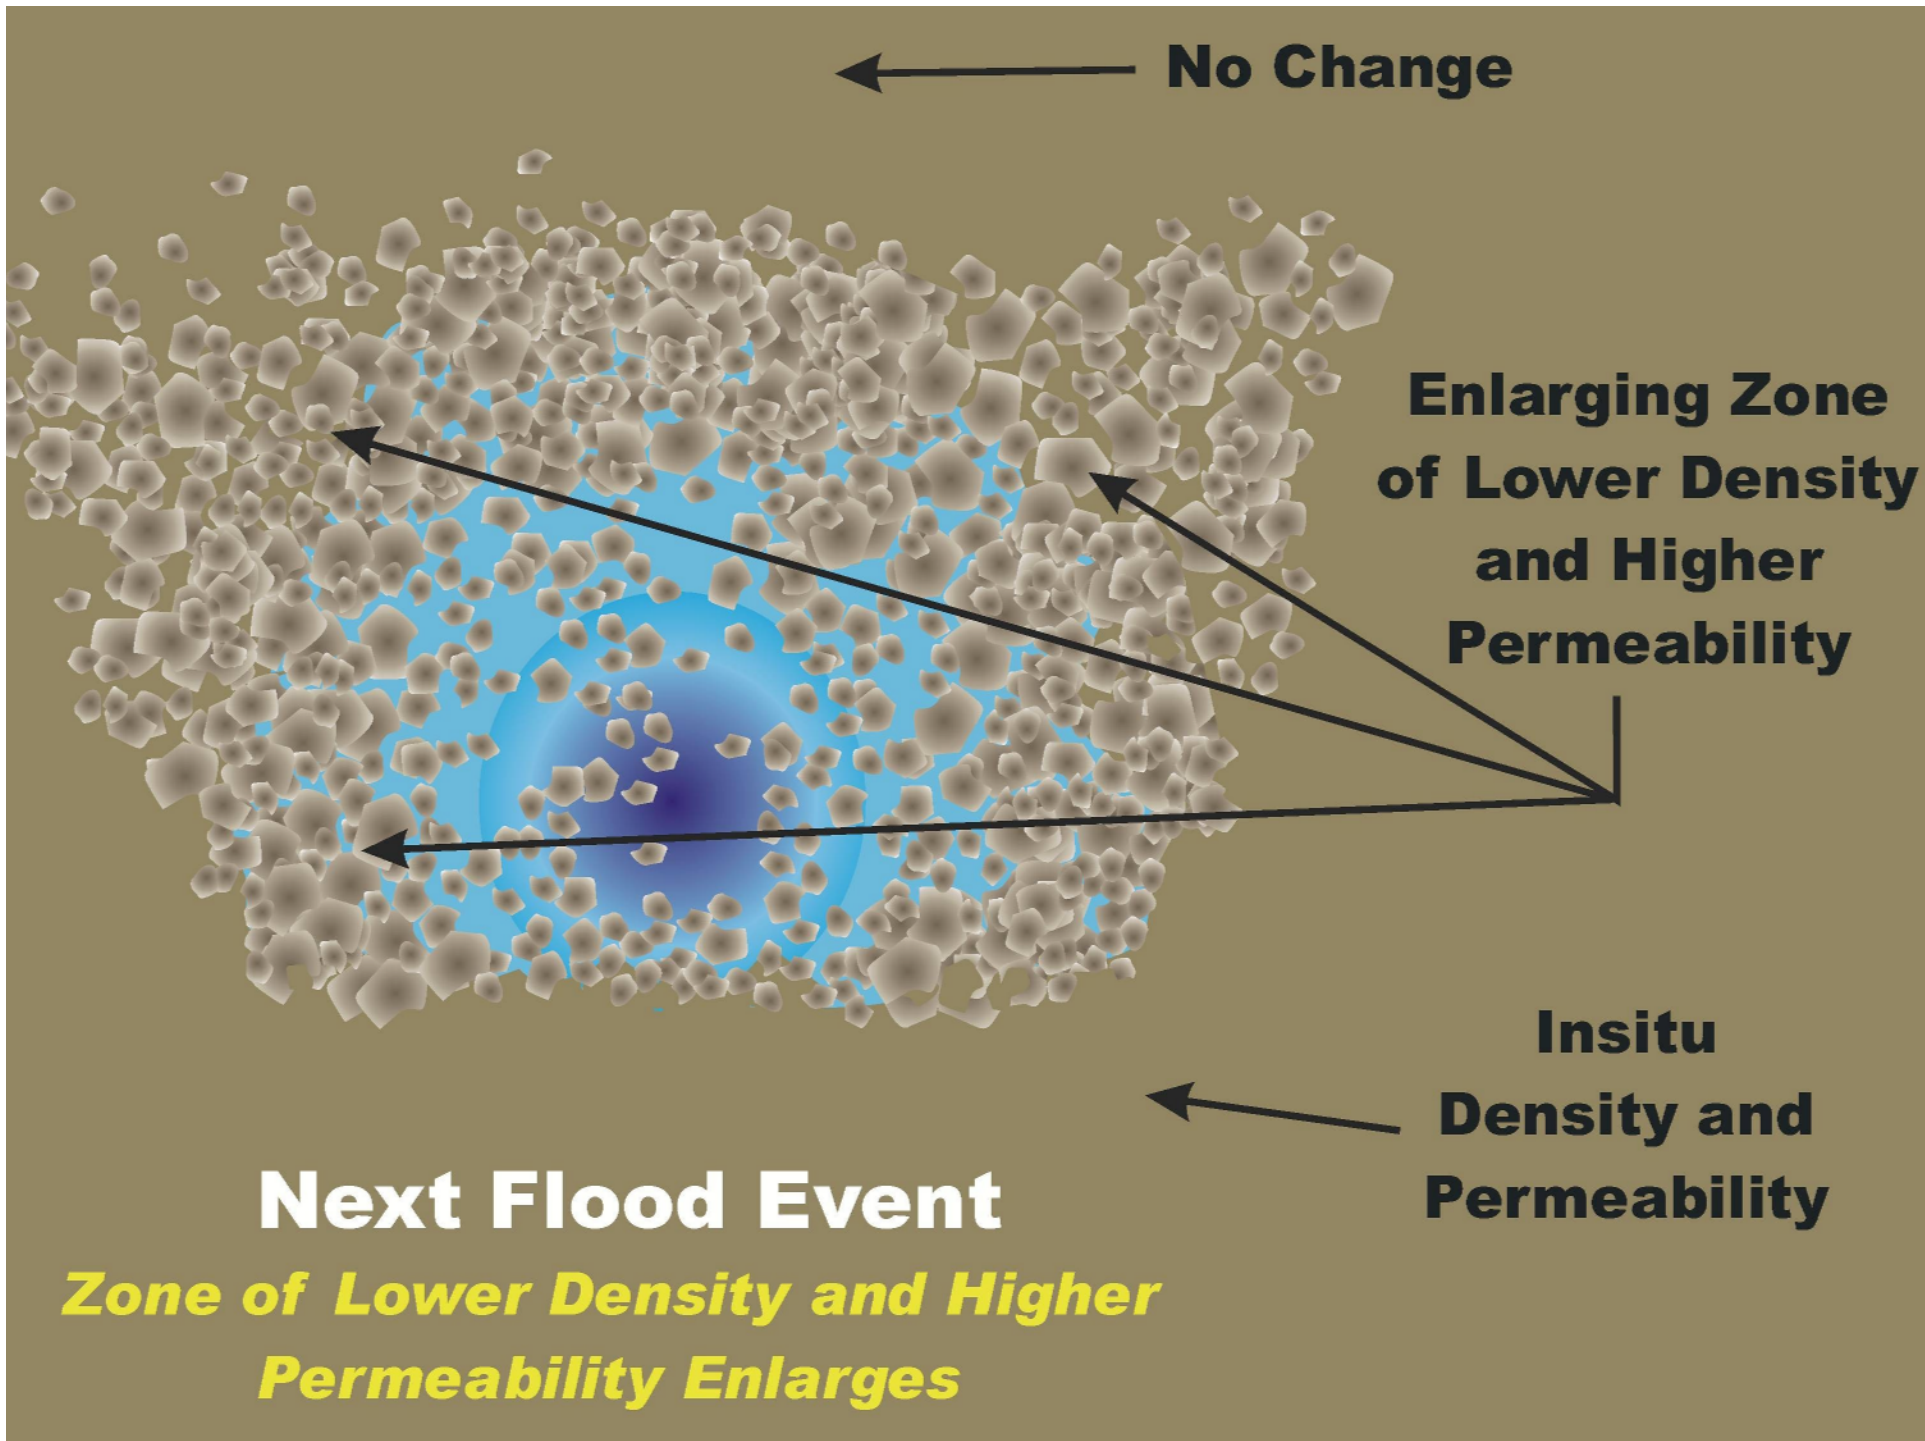 No Change
Enlarging Zone
of Lower Density
and Higher
Permeability
Insitu
Density and
Permeability
Next Flood Event
Zone of Lower Density and Higher
Permeability Enlarges